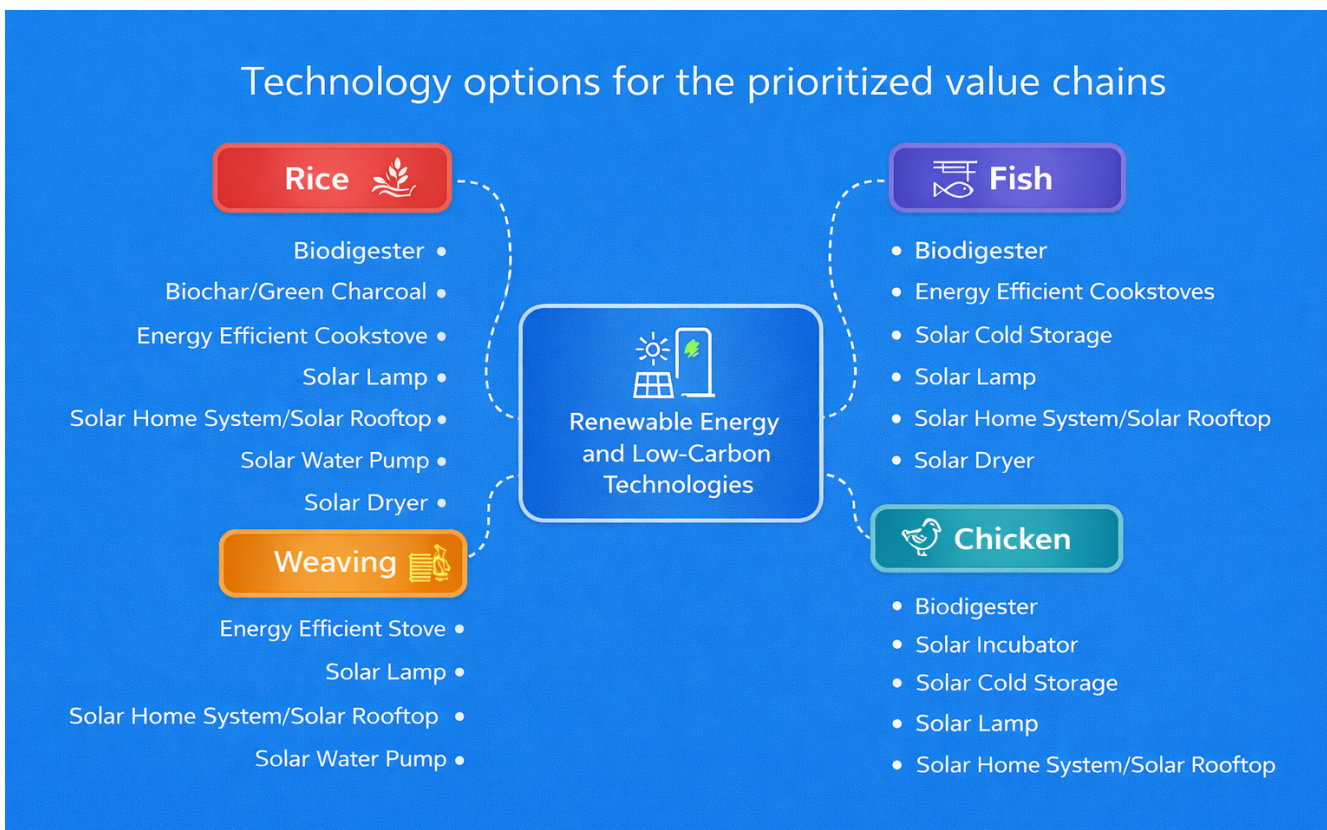 Technology options for the prioritized value chains
Rice
Biodigester
Biochar/Green Charcoal
Energy Efficient Cookstove
Solar Lamp
Solar Home System/Solar Rooftop
Solar Water Pump
Solar Dryer
Weaving
Energy Efficient Stove
Solar Lamp
Solar Home System/Solar Rooftop
Solar Water Pump
Renewable Energy
and Low-Carbon
Technologies
Fish
Biodigester
Energy Efficient Cookstoves
Solar Cold Storage
Solar Lamp
Solar Home System/Solar Rooftop
Solar Dryer
Chicken
Biodigester
Solar Incubator
Solar Cold Storage
Solar Lamp
Solar Home System/Solar Rooftop